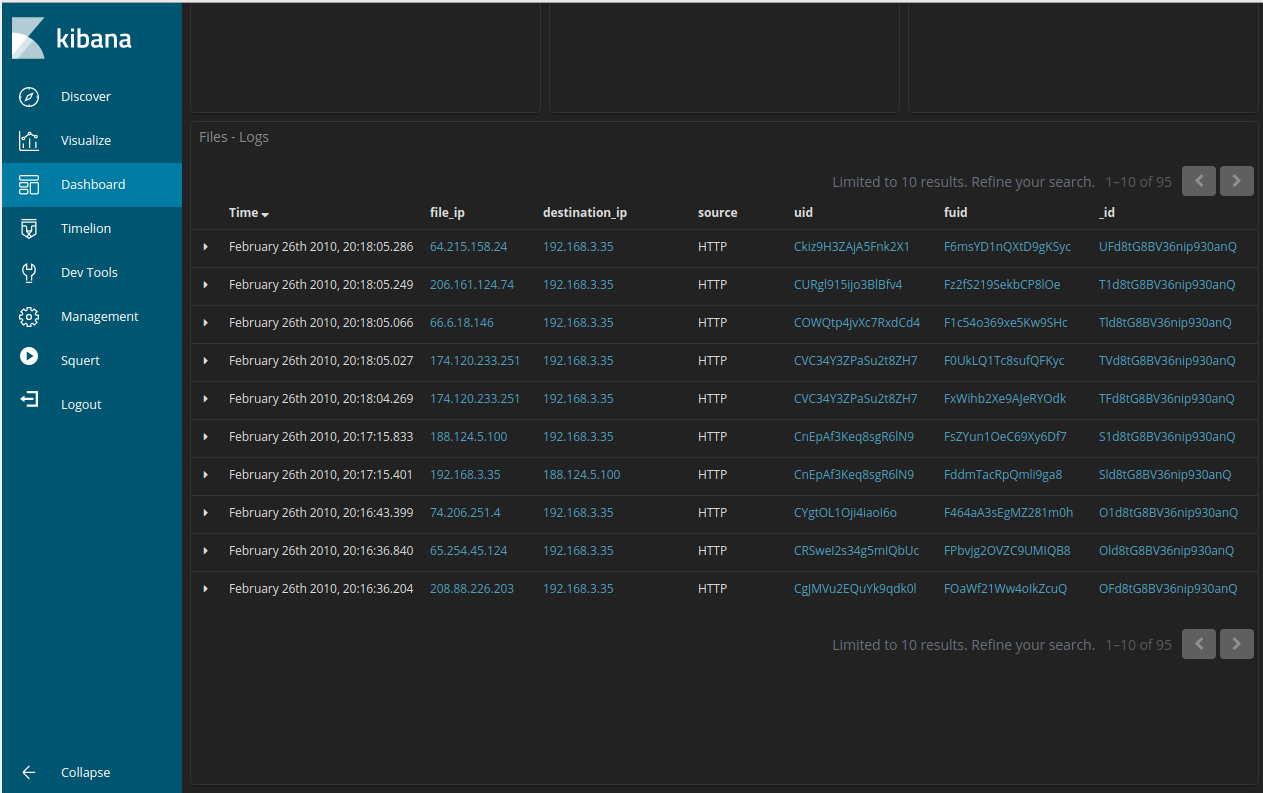 kibana
Discover
Visualize
Dashboard
Timelion
Dev Tools
Management
Squert
Logout
Collapse
Files - Logs
Limited to 10 results. Refine your search. 1–10 of 95
Time file_ip destination_ip source uid fuid _id
February 26th 2010, 20:18:05.286 64.215.158.24 192.168.3.35 HTTP Ckiz9H3ZAJA5Fnk2X1 F6msYD1nQXtD9gKSyc UFd8tG8BV36nip930anQ
February 26th 2010, 20:18:05.249 206.161.124.74 192.168.3.35 HTTP CURgl915ijo3BlBfv4 Fz2fS219SekbCP8lOe T1d8tG8BV36nip930anQ
February 26th 2010, 20:18:05.066 66.6.18.146 192.168.3.35 HTTP COWQtp4jvXc7RxdCd4 F1c54o369xe5Kw9SHc Tld8tG8BV36nip930anQ
February 26th 2010, 20:18:05.027 174.120.233.251 192.168.3.35 HTTP CVC34Y3ZPaSu2t8ZH7 F0UkLQ1Tc8sufQFKyc TVd8tG8BV36nip930anQ
February 26th 2010, 20:18:04.269 174.120.233.251 192.168.3.35 HTTP CVC34Y3ZPaSu2t8ZH7 FxWihb2Xe9AJeRYOdk TFd8tG8BV36nip930anQ
February 26th 2010, 20:17:15.833 188.124.5.100 192.168.3.35 HTTP CnEpAf3Keq8sgR6lN9 FsZYun1OeC69Xy6Df7 S1d8tG8BV36nip930anQ
February 26th 2010, 20:17:15.401 192.168.3.35 188.124.5.100 HTTP CnEpAf3Keq8sgR6lN9 FddmTacRpQmli9ga8 Sld8tG8BV36nip930anQ
February 26th 2010, 20:16:43.399 74.206.251.4 192.168.3.35 HTTP CYgtOL1Oji4iaoI6o F464aA3sEgMZ281m0h O1d8tG8BV36nip930anQ
February 26th 2010, 20:16:36.840 65.254.45.124 192.168.3.35 HTTP CRSweI2s34g5mIQbUc FPbvjg2OVZC9UMIQB8 Old8tG8BV36nip930anQ
February 26th 2010, 20:16:36.204 208.88.226.203 192.168.3.35 HTTP CgJMVu2EQuYk9qdk0l FOaWf21Ww4oIkZcuQ OFd8tG8BV36nip930anQ
Limited to 10 results. Refine your search. 1–10 of 95